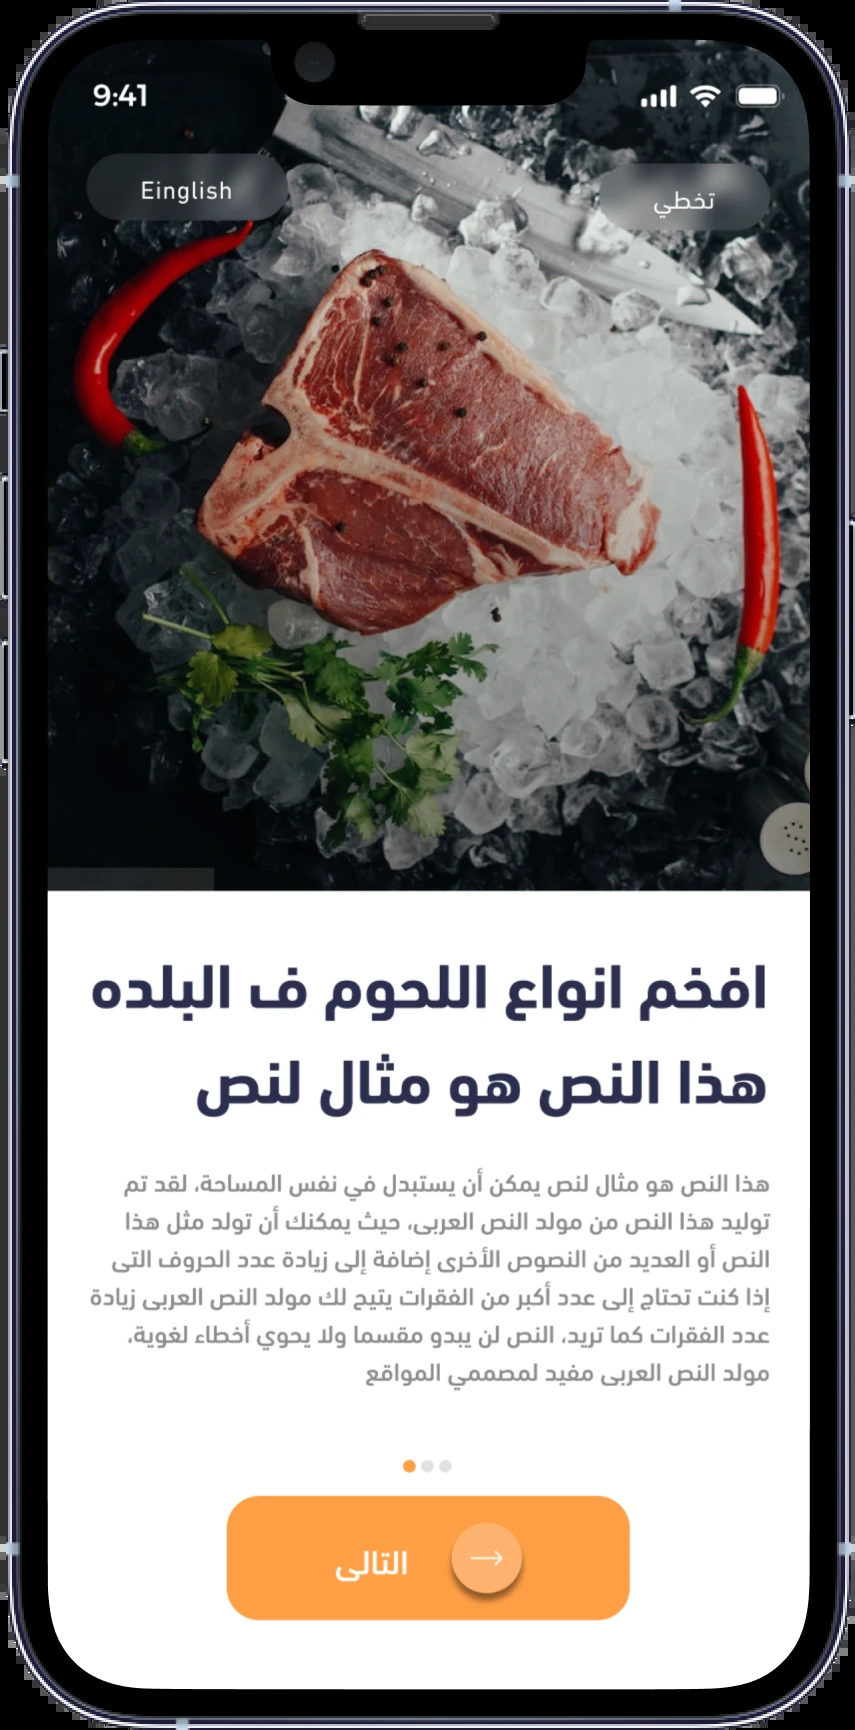 9:41
Einglish
تخطي
افخم انواع اللحوم ف البلده
هذا النص هو مثال لنص
هذا النص هو مثال لنص يمكن أن يستبدل في نفس المساحة، لقد تم
توليد هذا النص من مولد النص العربى، حيث يمكنك أن تولد مثل هذا
النص أو العديد من النصوص الأخرى إضافة إلى زيادة عدد الحروف التى
إذا كنت تحتاج إلى عدد أكبر من الفقرات يتيح لك مولد النص العربى زيادة
عدد الفقرات كما تريد، النص لن يبدو مقسما ولا يحوي أخطاء لغوية،
مولد النص العربى مفيد لمصممي المواقع
التالى